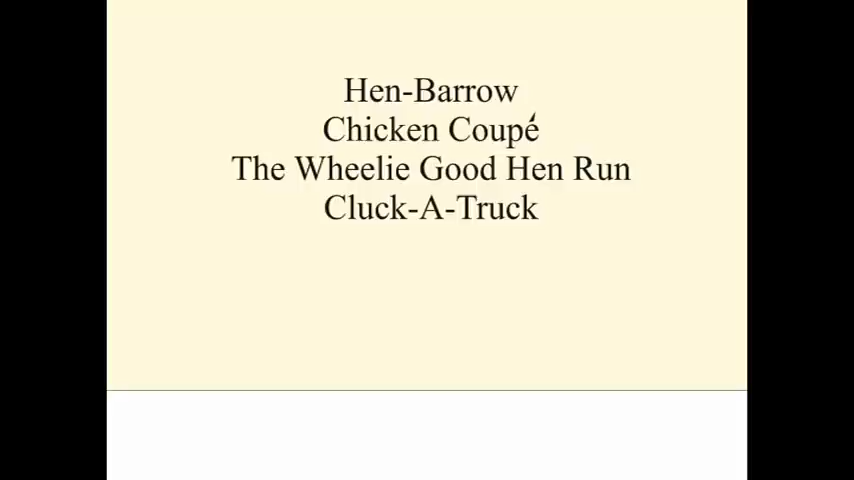 Hen-Barrow
Chicken Coupé
The Wheelie Good Hen Run
Cluck-A-Truck